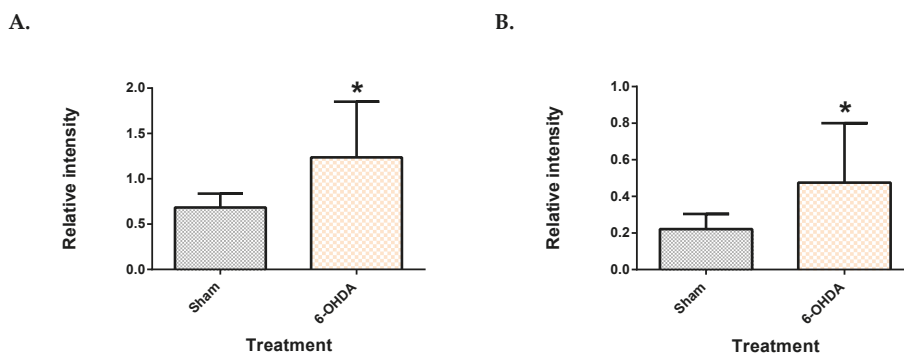 A.
Relative intensity
2.0
1.5
1.0
0.5
0.0
*
Sham
6-OHDA
Treatment
B.
Relative intensity
1.0
0.8
0.6
0.4
0.2
0.0
*
Sham
6-OHDA
Treatment